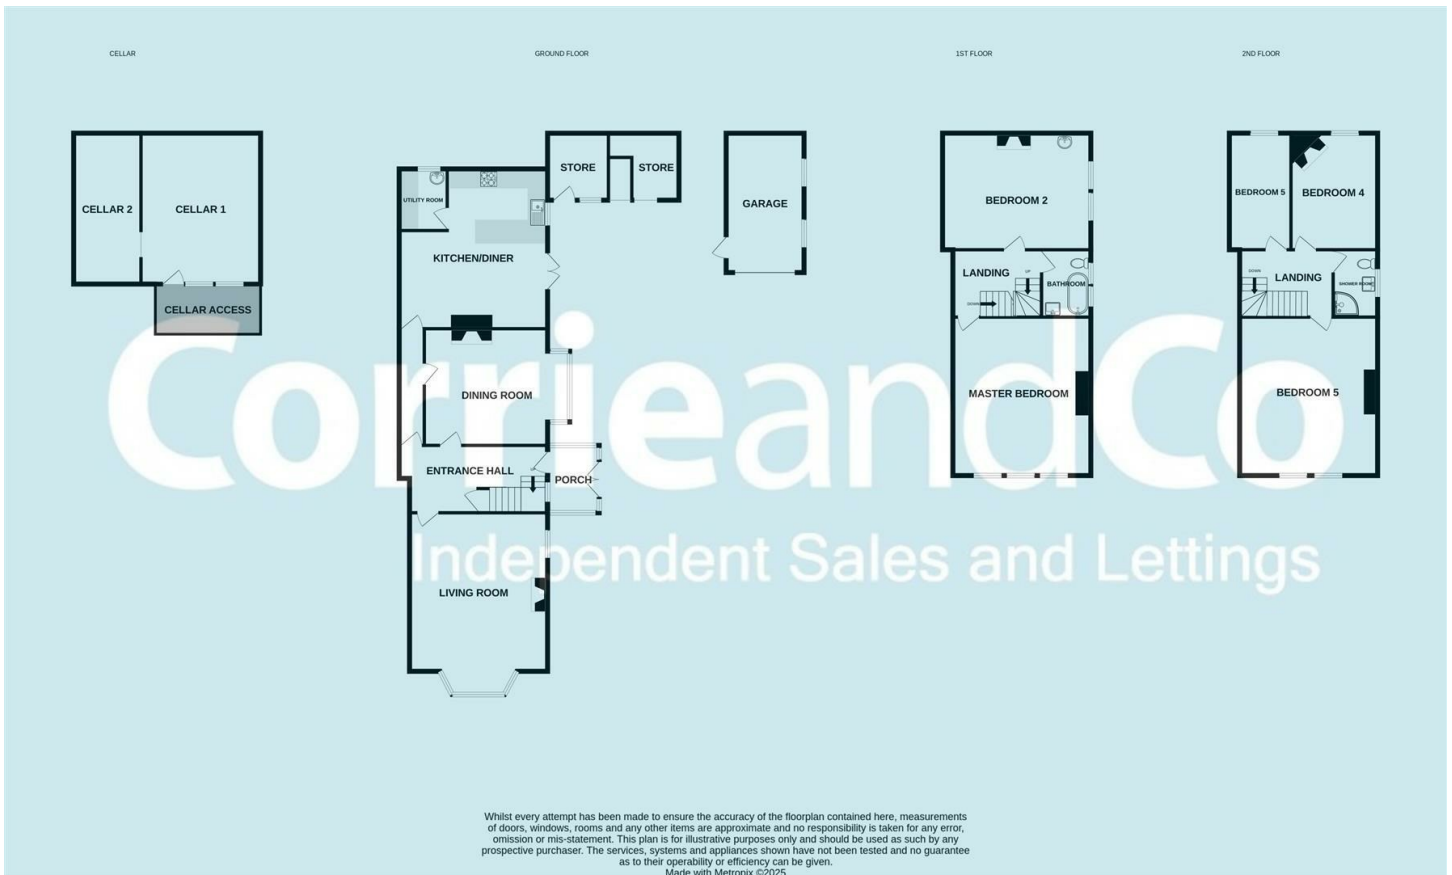 CELLAR
GROUND FLOOR
1ST FLOOR
2ND FLOOR
CELLAR 2
CELLAR 1
CELLAR ACCESS
STORE
STORE
UTILITY ROOM
KITCHEN/DINER
DINING ROOM
ENTRANCE HALL
UP
PORCH
LIVING ROOM
GARAGE
BEDROOM 2
LANDING
UP
DOWN
BATHROOM
MASTER BEDROOM
BEDROOM 5
BEDROOM 4
DOWN
LANDING
SHOWER ROOM
BEDROOM 5
CorrieandCo
Independent Sales and Lettings
Whilst every attempt has been made to ensure the accuracy of the floorplan contained here, measurements
of doors, windows, rooms and any other items are approximate and no responsibility is taken for any error,
omission or mis-statement. This plan is for illustrative purposes only and should be used as such by any
prospective purchaser. The services, systems and appliances shown have not been tested and no guarantee
as to their operability or efficiency can be given.
Made with Metropix ©2025